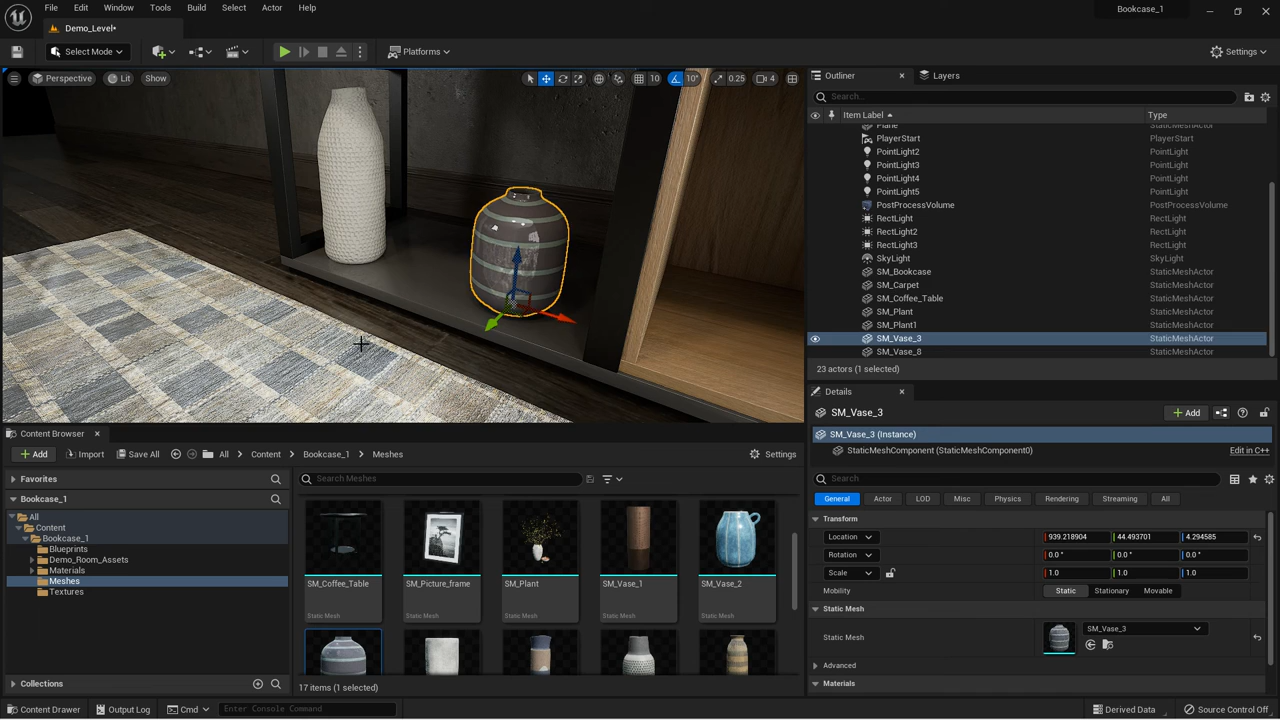 File Edit Window Tools Build Select Actor Help
Bookcase_1
Demo_Level*
Select Mode
Platforms
Settings
Perspective Lit Show
10 10° 0.25 4
Outliner
Layers
Search...
Item Label Type
Plane StaticMeshActor
PlayerStart PlayerStart
PointLight2 PointLight
PointLight3 PointLight
PointLight4 PointLight
PointLight5 PointLight
PostProcessVolume PostProcessVolume
RectLight RectLight
RectLight2 RectLight
RectLight3 RectLight
SkyLight SkyLight
SM_Bookcase StaticMeshActor
SM_Carpet StaticMeshActor
SM_Coffee_Table StaticMeshActor
SM_Plant StaticMeshActor
SM_Plant1 StaticMeshActor
SM_Vase_3 StaticMeshActor
SM_Vase_8 StaticMeshActor
23 actors (1 selected)
Details
SM_Vase_3
Add
SM_Vase_3 (Instance)
StaticMeshComponent (StaticMeshComponent0)
Edit in C++
Search
General Actor LOD Misc Physics Rendering Streaming All
Transform
Location 939.218904 44.493701 4.294585
Rotation 0.0 ° 0.0 ° 0.0 °
Scale 1.0 1.0 1.0
Mobility Static Stationary Movable
Static Mesh
Static Mesh SM_Vase_3
Advanced
Materials
Content Browser
Add Import Save All All Content Bookcase_1 Meshes Settings
Favorites
Bookcase_1
All
Content
Bookcase_1
Blueprints
Demo_Room_Assets
Materials
Meshes
Textures
Collections
Search Meshes
SM_Coffee_Table SM_Picture_frame SM_Plant SM_Vase_1 SM_Vase_2
Static Mesh Static Mesh Static Mesh Static Mesh Static Mesh
17 items (1 selected)
Content Drawer Output Log Cmd Enter Console Command Derived Data Source Control Off